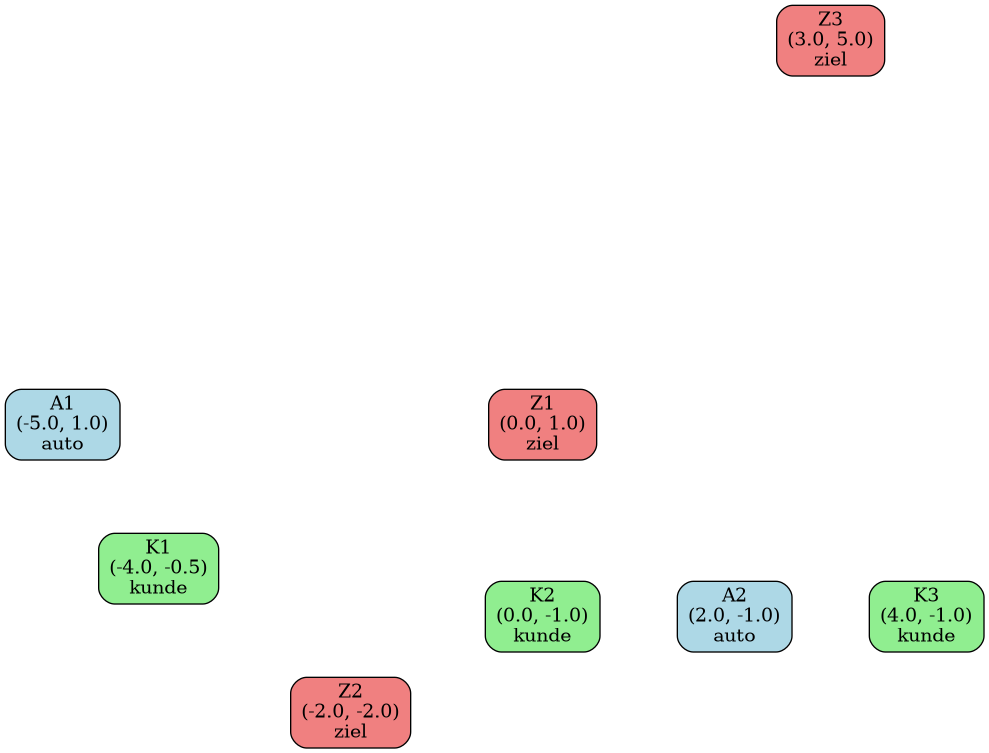 Z3
(3.0, 5.0)
ziel
A1
(-5.0, 1.0)
auto
Z1
(0.0, 1.0)
ziel
K1
(-4.0, -0.5)
kunde
K2
(0.0, -1.0)
kunde
A2
(2.0, -1.0)
auto
K3
(4.0, -1.0)
kunde
Z2
(-2.0, -2.0)
ziel